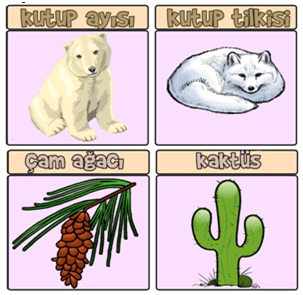 kutup ayısı
kutup tilkisi
çam ağacı
kaktüs